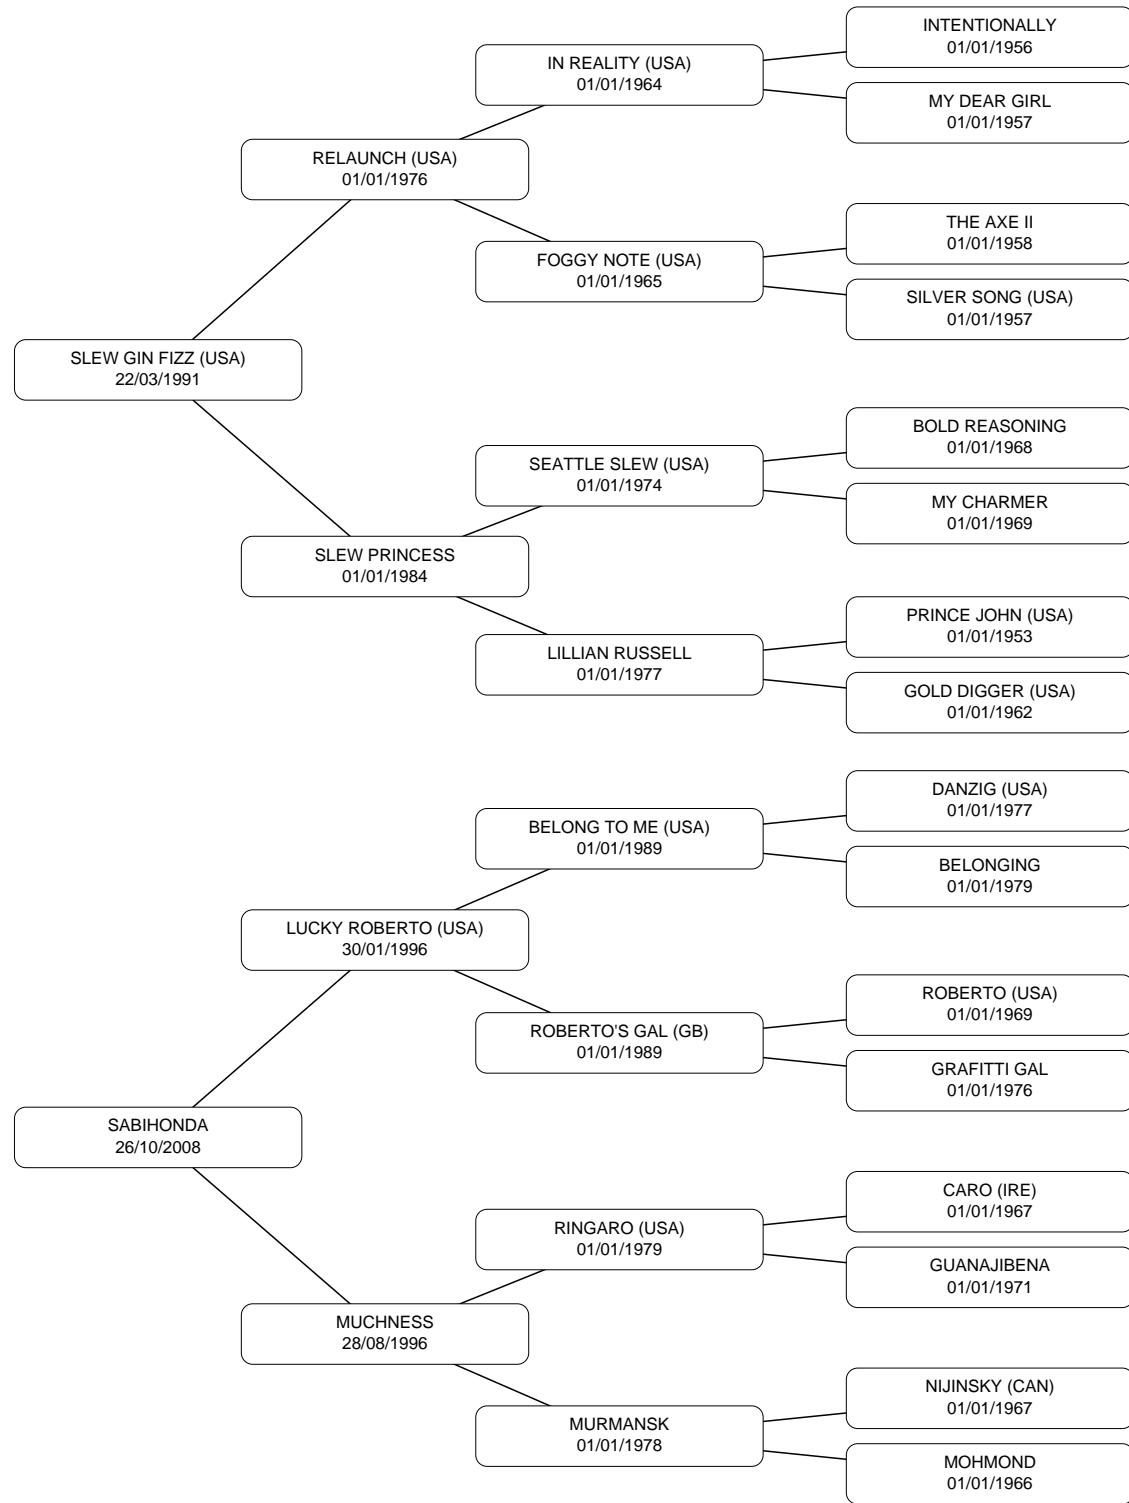 INTENTIONALLY
01/01/1956
IN REALITY (USA)
01/01/1964
MY DEAR GIRL
01/01/1957
RELAUNCH (USA)
01/01/1976
THE AXE II
01/01/1958
FOGGY NOTE (USA)
01/01/1965
SILVER SONG (USA)
01/01/1957
SLEW GIN FIZZ (USA)
22/03/1991
BOLD REASONING
01/01/1968
SEATTLE SLEW (USA)
01/01/1974
MY CHARMER
01/01/1969
SLEW PRINCESS
01/01/1984
PRINCE JOHN (USA)
01/01/1953
LILLIAN RUSSELL
01/01/1977
GOLD DIGGER (USA)
01/01/1962
DANZIG (USA)
01/01/1977
BELONG TO ME (USA)
01/01/1989
BELONGING
01/01/1979
LUCKY ROBERTO (USA)
30/01/1996
ROBERTO (USA)
01/01/1969
ROBERTO'S GAL (GB)
01/01/1989
GRAFITTI GAL
01/01/1976
SABIHONDA
26/10/2008
CARO (IRE)
01/01/1967
RINGARO (USA)
01/01/1979
GUANAJIBENA
01/01/1971
MUCHNESS
28/08/1996
NIJINSKY (CAN)
01/01/1967
MURMANSK
01/01/1978
MOHMOND
01/01/1966